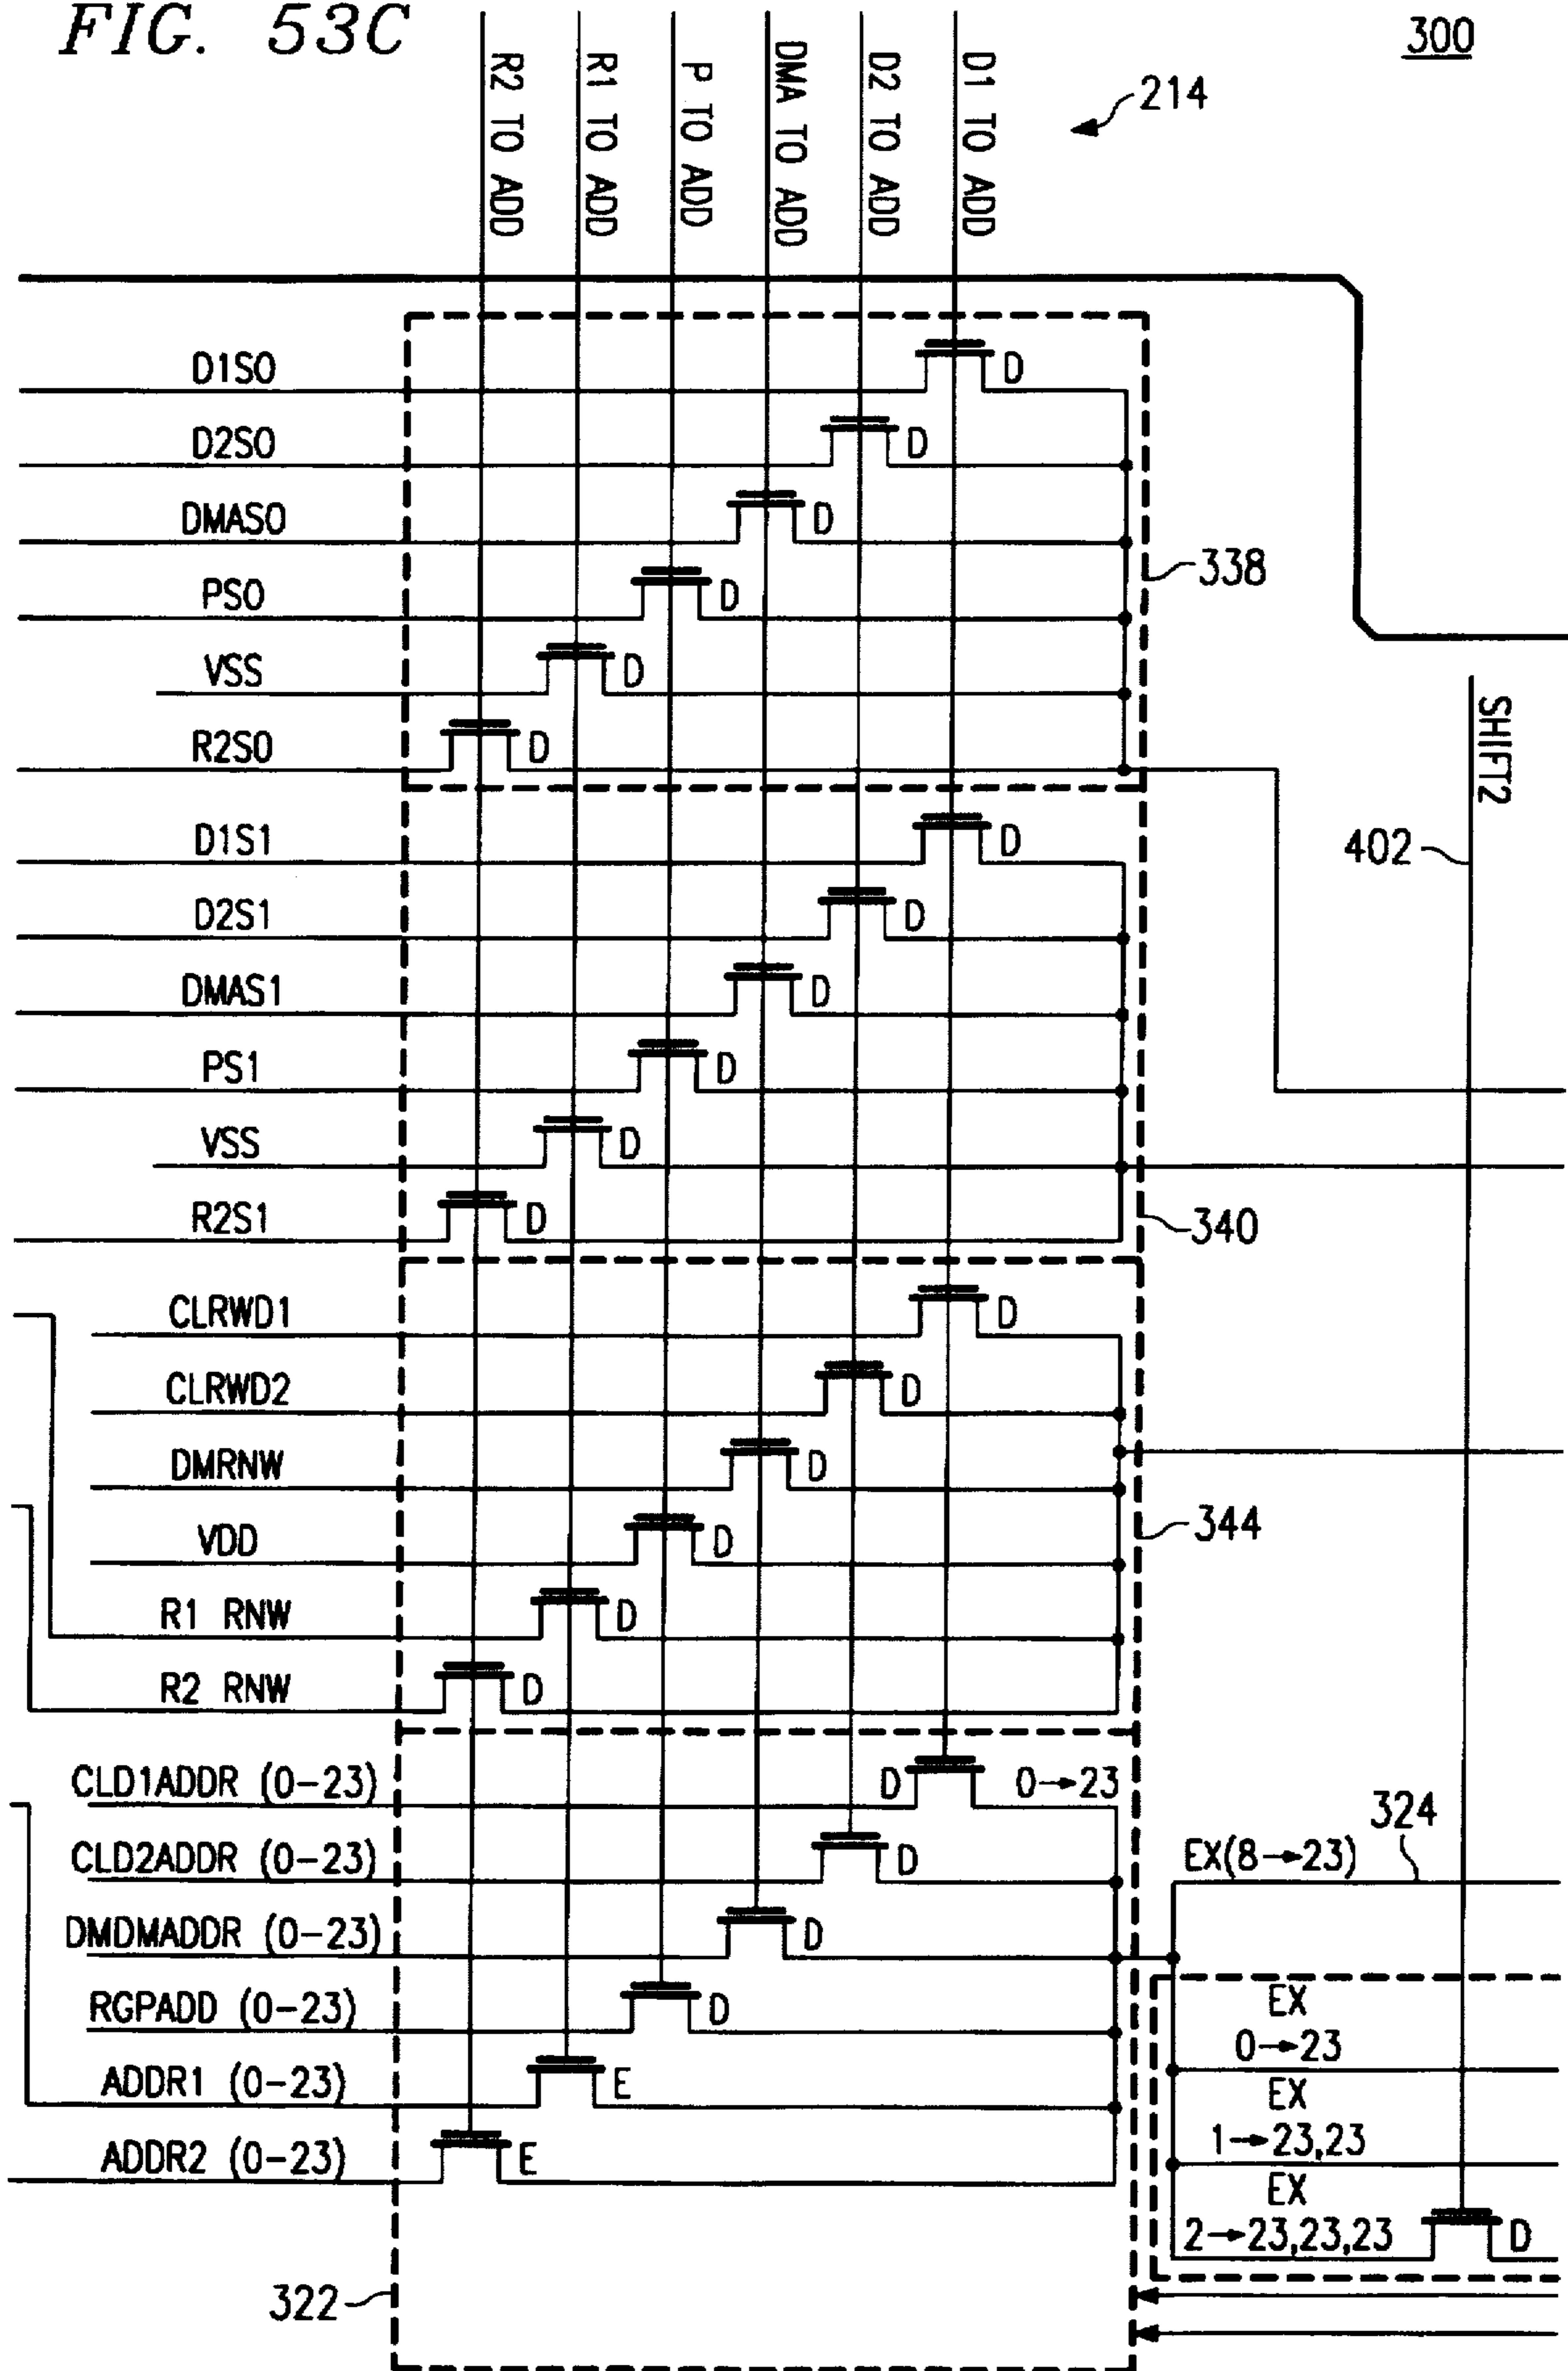 FIG. 53C
300
R2 TO ADD
R1 TO ADD
P TO ADD
DMA TO ADD
D2 TO ADD
D1 TO ADD
214
D1S0
D
D2S0
D
DMAS0
D
338
PS0
D
VSS
D
R2S0
D
SHIFT2
D1S1
D
402
D2S1
D
DMAS1
D
PS1
D
VSS
D
R2S1
D
340
CLRWD1
D
CLRWD2
D
DMRNW
D
344
VDD
D
R1 RNW
D
R2 RNW
D
CLD1ADDR (0-23)
D
0→23
324
CLD2ADDR (0-23)
D
EX(8→23)
DMDMADDR (0-23)
D
RGPADD (0-23)
D
EX
0→23
ADDR1 (0-23)
E
EX
1→23,23
ADDR2 (0-23)
E
EX
2→23,23,23
D
322